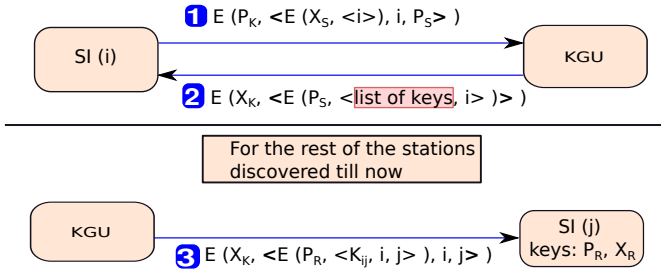 1 E (P_K, <E (X_S, <i>), i, P_S> )
SI (i)
KGU
2 E (X_K, <E (P_S, <list of keys, i> )> )
For the rest of the stations
discovered till now
KGU
SI (j)
keys: P_R, X_R
3 E (X_K, <E (P_R, <K_ij, i, j> ), i, j> )